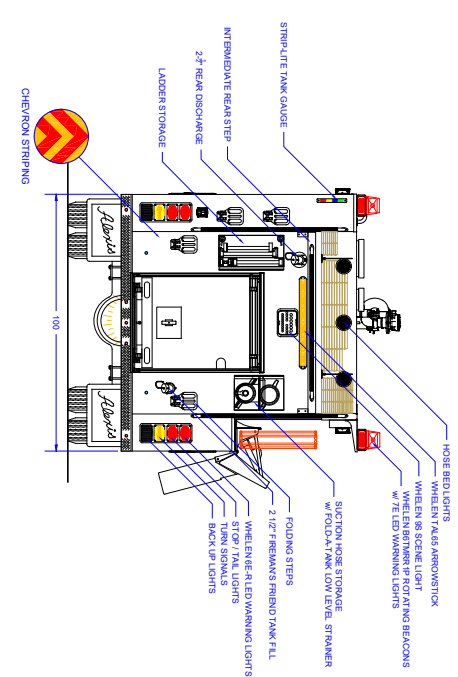 STRIP-LITE TANK GAUGE
INTERMEDIATE REAR STEP
2-½" REAR DISCHARGE
LADDER STORAGE
CHEVRON STRIPING
HOSE BED LIGHTS
WHELEN TAL65 ARROWSTICK
WHELEN 9S SCENE LIGHT
WHELEN B6TMRR 1P ROTATING BEACONS
w/ 7E LED WARNING LIGHTS
SUCTION HOSE STORAGE
w/ FOLD-A-TANK LOW LEVEL STRAINER
FOLDING STEPS
2 1/2" FIREMAN'S FRIEND TANK FILL
WHELEN 6E-R LED WARNING LIGHTS
STOP / TAIL LIGHTS
TURN SIGNALS
BACK UP LIGHTS
Alexis
Alexis
100